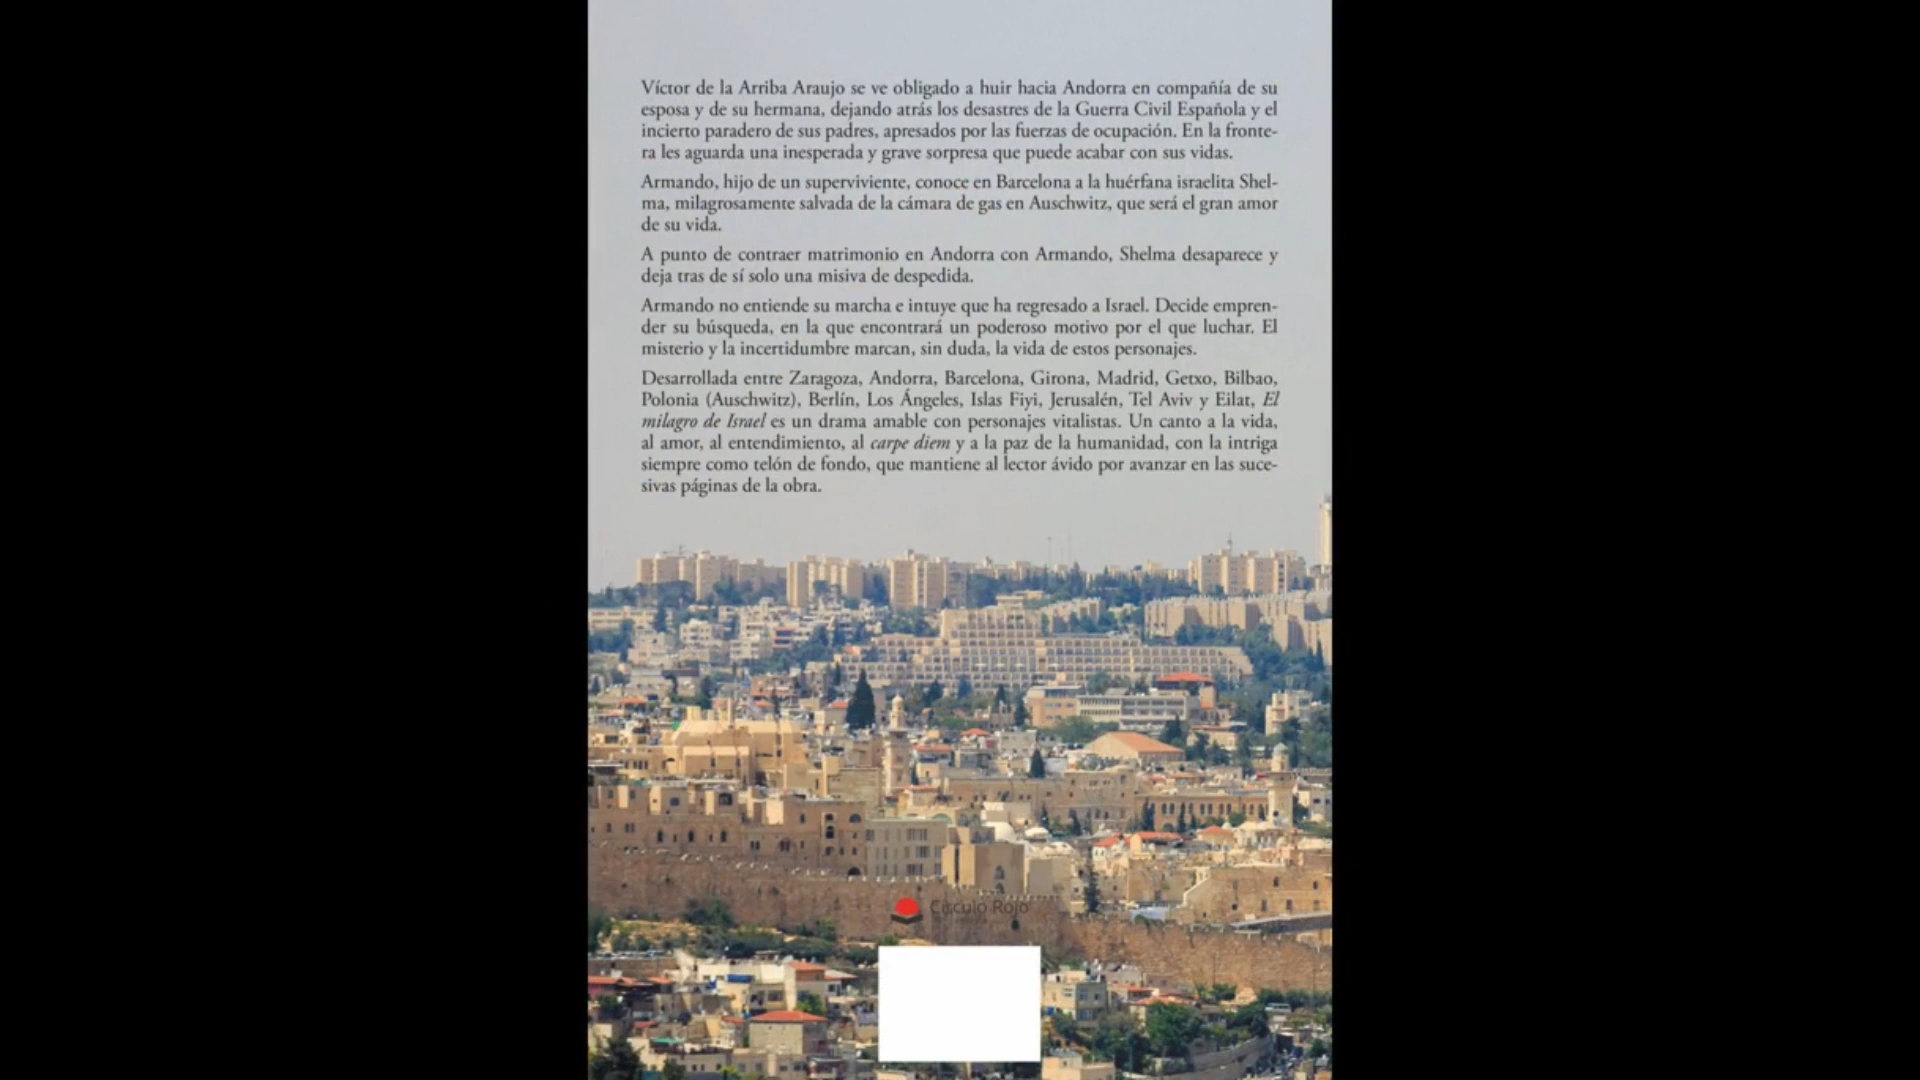 Víctor de la Arriba Araujo se ve obligado a huir hacia Andorra en compañía de su
esposa y de su hermana, dejando atrás los desastres de la Guerra Civil Española y el
incierto paradero de sus padres, apresados por las fuerzas de ocupación. En la fronte-
ra les aguarda una inesperada y grave sorpresa que puede acabar con sus vidas.
Armando, hijo de un superviviente, conoce en Barcelona a la huérfana israelita Shel-
ma, milagrosamente salvada de la cámara de gas en Auschwitz, que será el gran amor
de su vida.
A punto de contraer matrimonio en Andorra con Armando, Shelma desaparece y
deja tras de sí solo una misiva de despedida.
Armando no entiende su marcha e intuye que ha regresado a Israel. Decide empren-
der su búsqueda, en la que encontrará un poderoso motivo por el que luchar. El
misterio y la incertidumbre marcan, sin duda, la vida de estos personajes.
Desarrollada entre Zaragoza, Andorra, Barcelona, Girona, Madrid, Getxo, Bilbao,
Polonia (Auschwitz), Berlín, Los Ángeles, Islas Fiyi, Jerusalén, Tel Aviv y Eilat, El
milagro de Israel es un drama amable con personajes vitalistas. Un canto a la vida,
al amor, al entendimiento, al carpe diem y a la paz de la humanidad, con la intriga
siempre como telón de fondo, que mantiene al lector ávido por avanzar en las suce-
sivas páginas de la obra.
Círculo Rojo